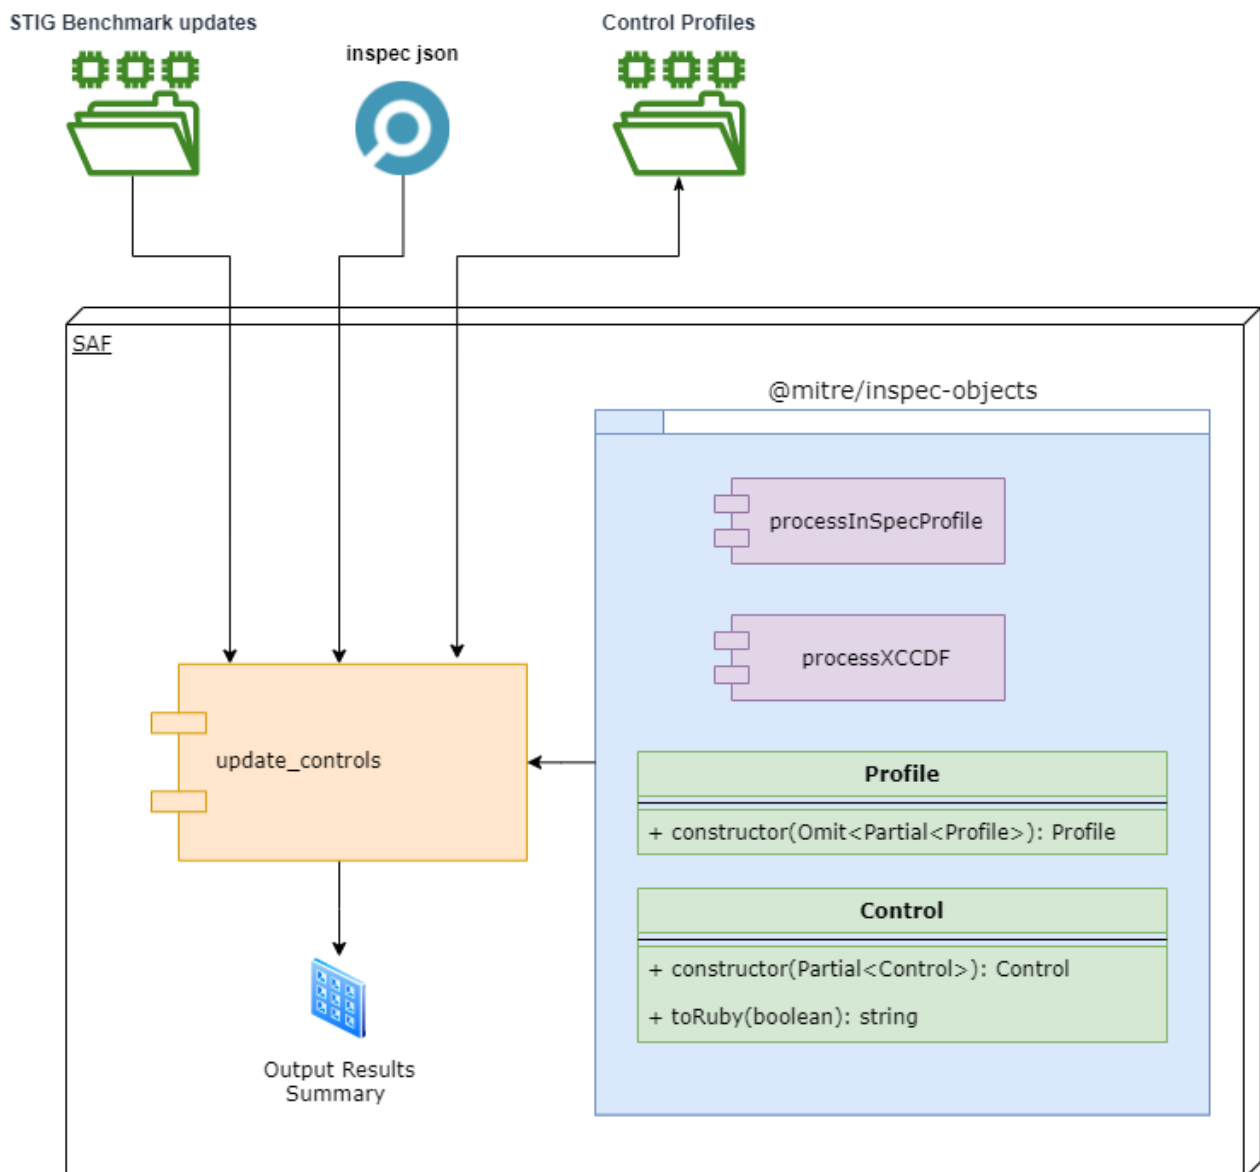 STIG Benchmark updates
inspec json
Control Profiles
SAF
@mitre/inspec-objects
processInSpecProfile
processXCCDF
update_controls
Profile
+ constructor(Omit<Partial<Profile>): Profile
Control
+ constructor(Partial<Control>): Control
+ toRuby(boolean): string
Output Results
Summary